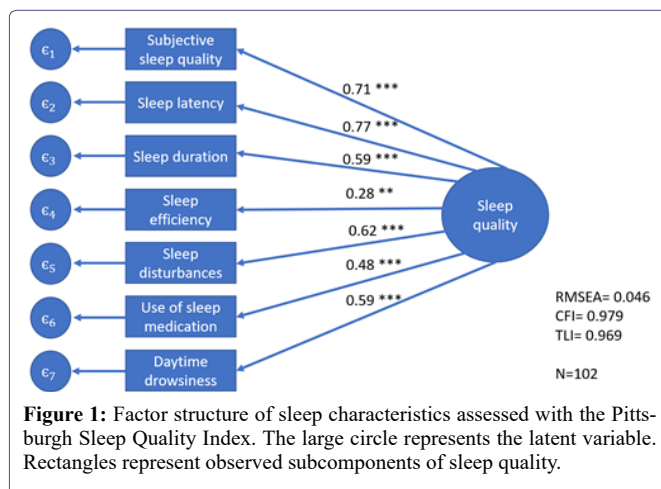 ϵ1
Subjective
sleep quality
0.71 ***
ϵ2
Sleep latency
0.77 ***
ϵ3
Sleep duration
0.59 ***
ϵ4
Sleep
efficiency
0.28 **
Sleep
quality
ϵ5
Sleep
disturbances
0.62 ***
ϵ6
Use of sleep
medication
0.48 ***
ϵ7
Daytime
drowsiness
0.59 ***
RMSEA= 0.046
CFI= 0.979
TLI= 0.969
N=102
Figure 1: Factor structure of sleep characteristics assessed with the Pitts-
burgh Sleep Quality Index. The large circle represents the latent variable.
Rectangles represent observed subcomponents of sleep quality.